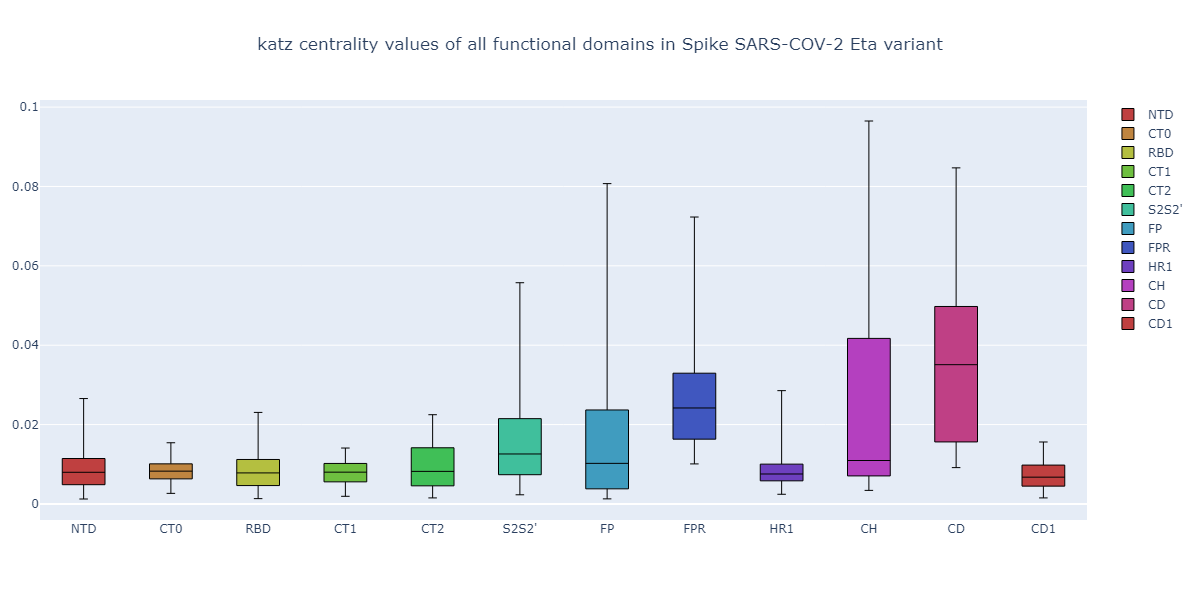 katz centrality values of all functional domains in Spike SARS-COV-2 Eta variant
0.1
0.08
0.06
0.04
0.02
0
NTD CT0 RBD CT1 CT2 S2S2' FP FPR HR1 CH CD CD1
NTD
CT0
RBD
CT1
CT2
S2S2'
FP
FPR
HR1
CH
CD
CD1